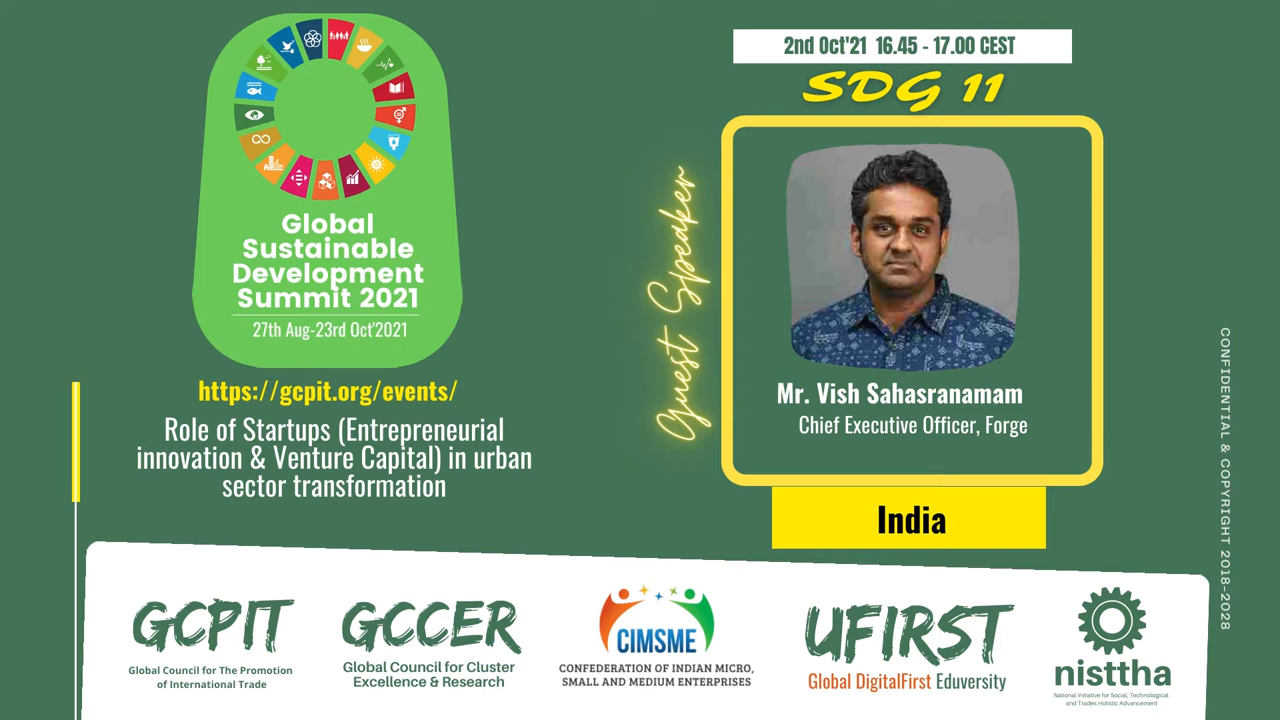 Global
Sustainable
Development
Summit 2021
27th Aug-23rd Oct'2021
https://gcpit.org/events/
Role of Startups (Entrepreneurial
innovation & Venture Capital) in urban
sector transformation
2nd Oct'21 16.45 - 17.00 CEST
SDG 11
Guest Speaker
Mr. Vish Sahasranamam
Chief Executive Officer, Forge
India
CONFIDENTIAL & COPYRIGHT 2018-2028
GCPIT
Global Council for The Promotion
of International Trade
GCCER
Global Council for Cluster
Excellence & Research
CIMSME
CONFEDERATION OF INDIAN MICRO,
SMALL AND MEDIUM ENTERPRISES
UFIRST
Global DigitalFirst Eduversity
nisttha
National Initiative for Social, Technological
and Trades Holistic Advancement